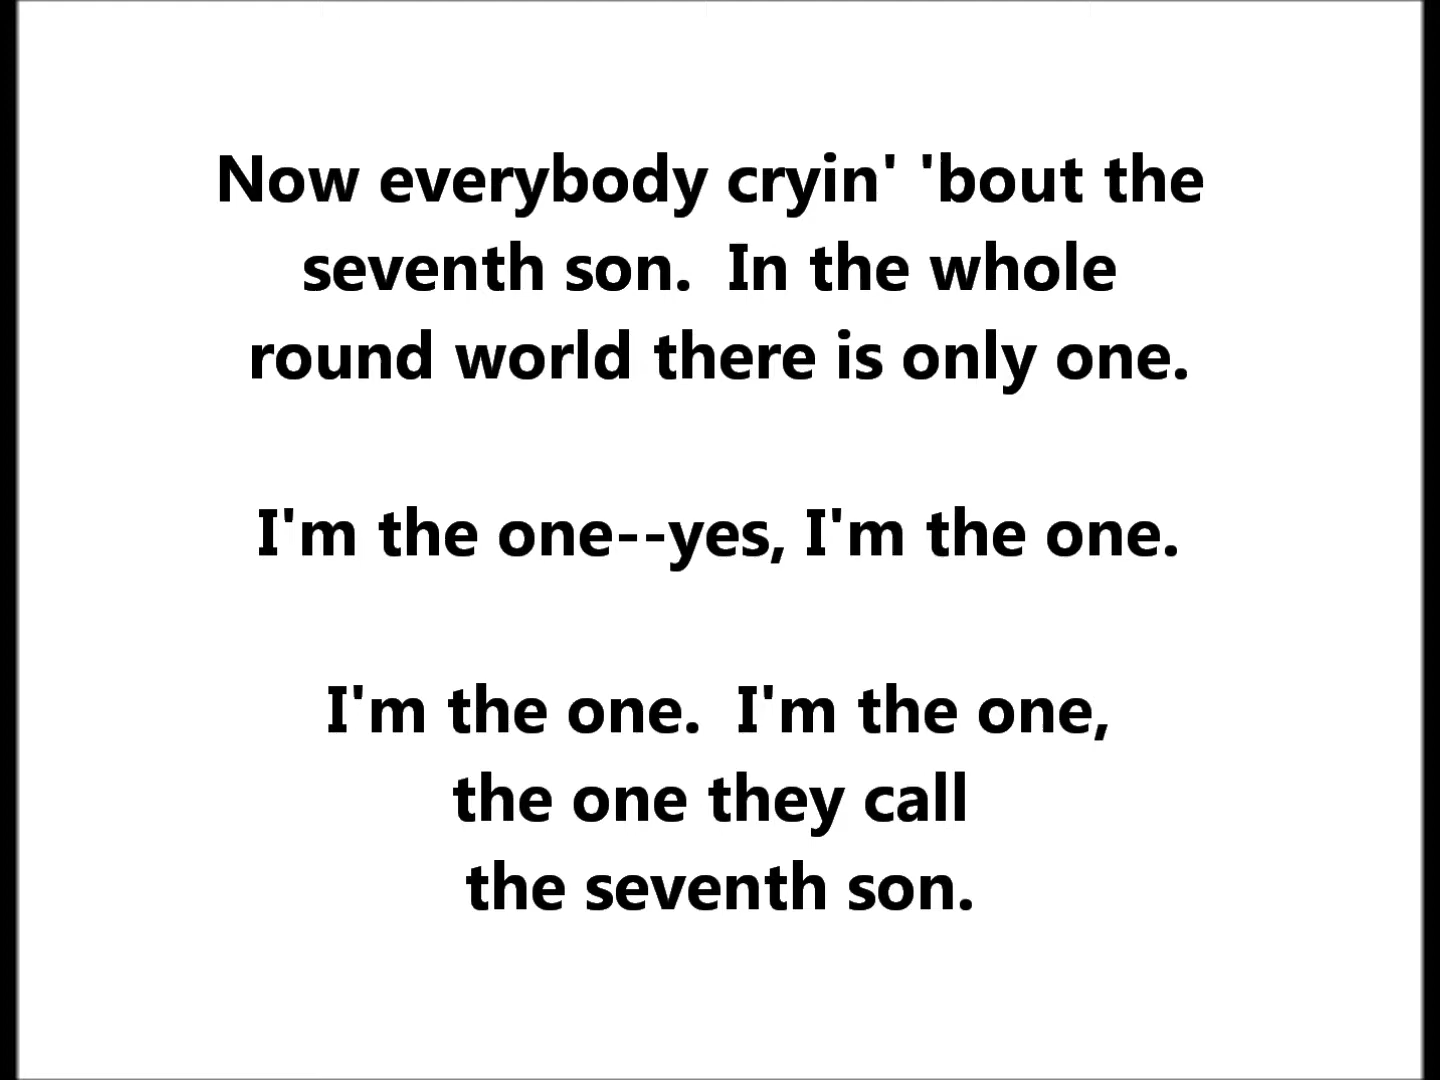 Now everybody cryin' 'bout the
seventh son.  In the whole
round world there is only one.
I'm the one--yes, I'm the one.
I'm the one.  I'm the one,
the one they call
the seventh son.